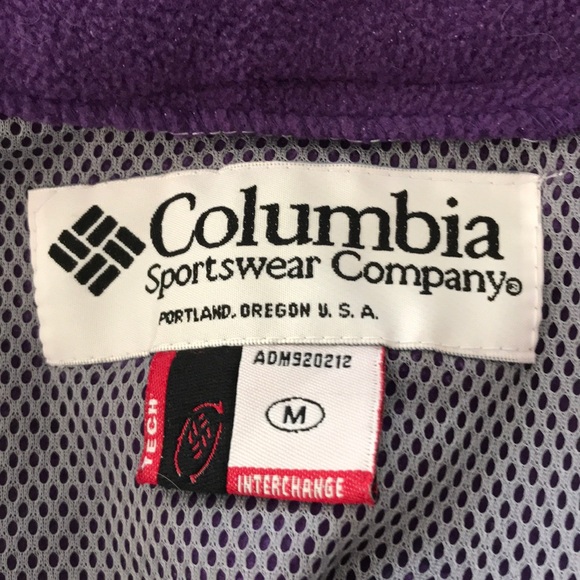 Columbia
Sportswear Company®
PORTLAND, OREGON U. S. A.
ADM920212
TECH
M
INTERCHANGE